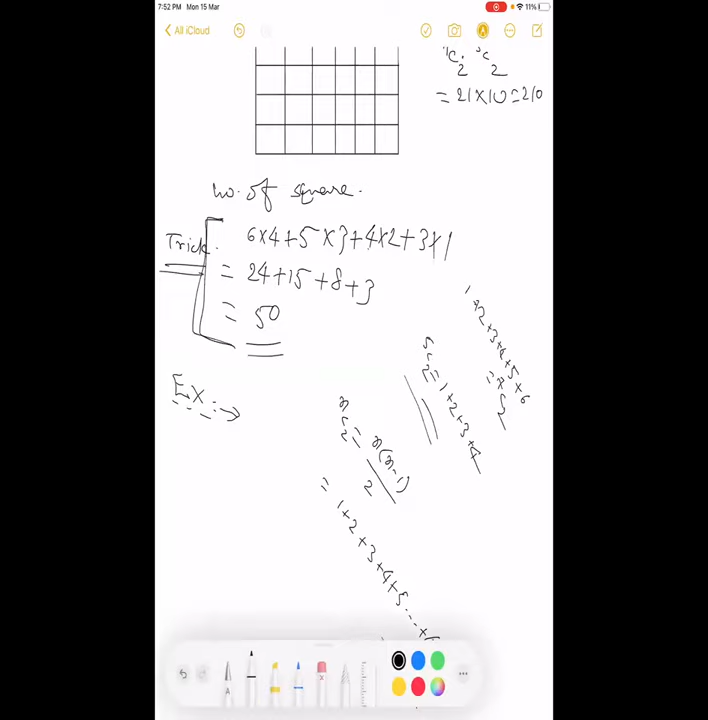 7:52 PM Mon 15 Mar
11%
All iCloud
7C2 5C2
= 21×10=210
no. of square.
Trick.
6×4+5×3+4×2+3×1
= 24+15+8+3
= 50
Ex
1+2+3+4+5+6
= 7C2
5C2 = 1+2+3+4
nC2 = n(n-1)
2
= 1+2+3+4+5...+